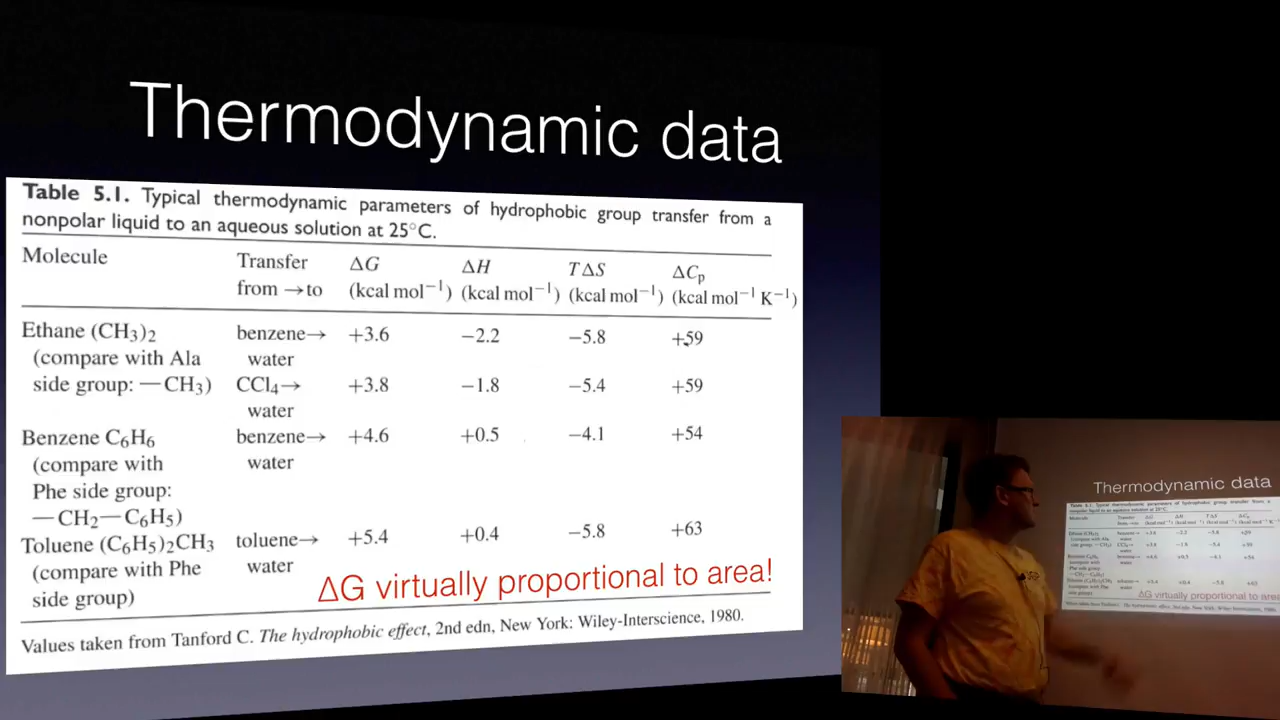 Thermodynamic data
Table 5.1. Typical thermodynamic parameters of hydrophobic group transfer from a
nonpolar liquid to an aqueous solution at 25°C.
Molecule Transfer ΔG ΔH TΔS ΔCp
from →to (kcal mol−1) (kcal mol−1) (kcal mol−1) (kcal mol−1 K−1)
Ethane (CH3)2 benzene→ +3.6 −2.2 −5.8 +59
(compare with Ala water
side group: —CH3) CCl4→ +3.8 −1.8 −5.4 +59
water
Benzene C6H6 benzene→ +4.6 +0.5 −4.1 +54
(compare with water
Phe side group:
—CH2—C6H5)
Toluene (C6H5)2CH3 toluene→ +5.4 +0.4 −5.8 +63
(compare with Phe water
side group)
ΔG virtually proportional to area!
Values taken from Tanford C. The hydrophobic effect, 2nd edn, New York: Wiley-Interscience, 1980.
Thermodynamic data
ΔG virtually proportional to area